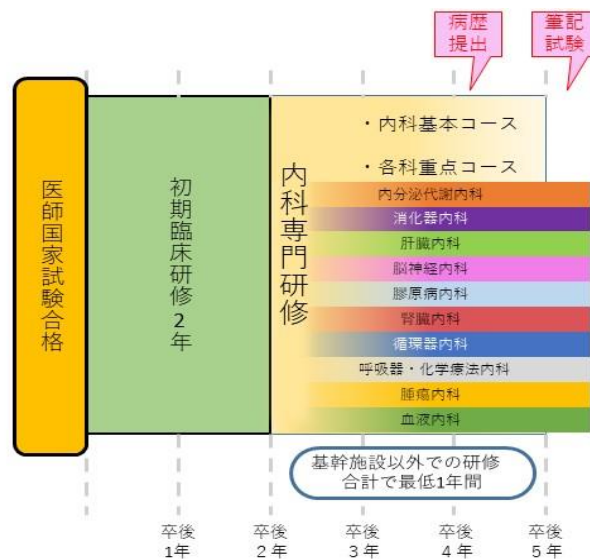 病歴
提出
筆記
試験
医師国家試験合格
初期臨床研修2年
内科専門研修
・内科基本コース
・各科重点コース
内分泌代謝内科
消化器内科
肝臓内科
脳神経内科
膠原病内科
腎臓内科
循環器内科
呼吸器・化学療法内科
腫瘍内科
血液内科
基幹施設以外での研修
合計で最低1年間
卒後
1年
卒後
2年
卒後
3年
卒後
4年
卒後
5年